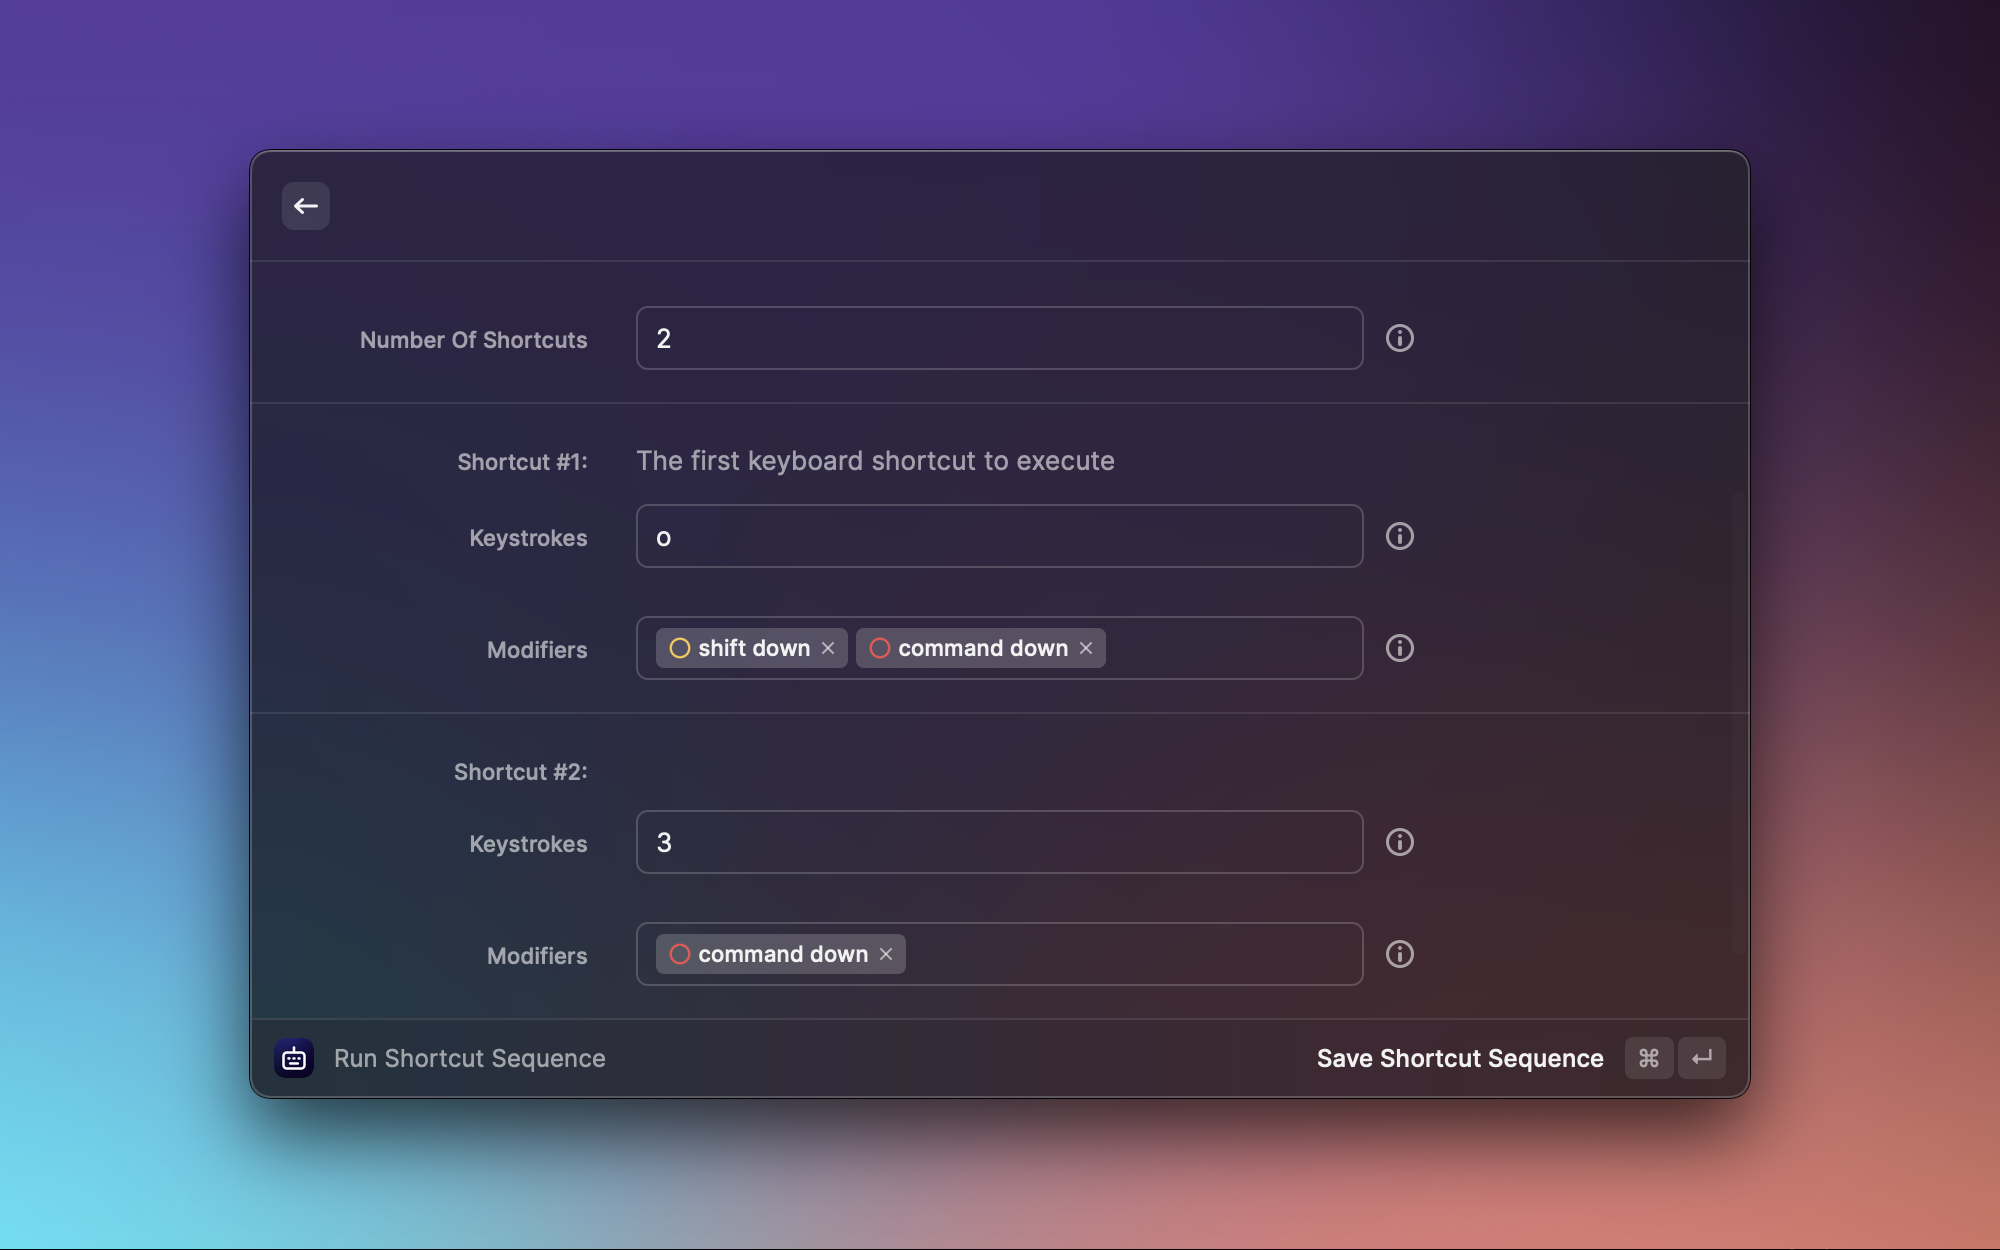 Number Of Shortcuts 2
Shortcut #1: The first keyboard shortcut to execute
Keystrokes o
Modifiers shift down × command down ×
Shortcut #2:
Keystrokes 3
Modifiers command down ×
Run Shortcut Sequence Save Shortcut Sequence ⌘ ↵